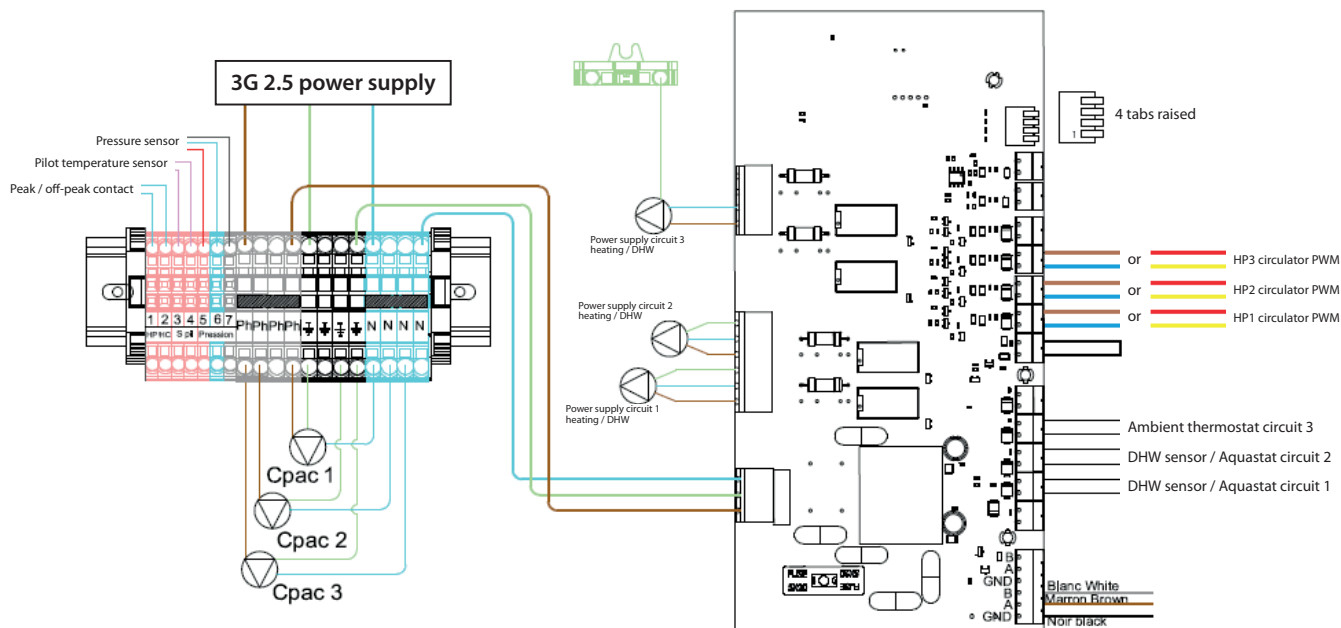 3G 2.5 power supply
Pressure sensor
Pilot temperature sensor
Peak / off-peak contact
1 2 3 4 5 6 7
HP HC S pil Pression
Ph Ph Ph Ph
N N N N
Cpac 1
Cpac 2
Cpac 3
Power supply circuit 3
heating / DHW
Power supply circuit 2
heating / DHW
Power supply circuit 1
heating / DHW
1
4 tabs raised
or
HP3 circulator PWM
or
HP2 circulator PWM
or
HP1 circulator PWM
Ambient thermostat circuit 3
DHW sensor / Aquastat circuit 2
DHW sensor / Aquastat circuit 1
FUSE
FUSE
B
A
GND
B
A
GND
Blanc White
Marron Brown
Noir black